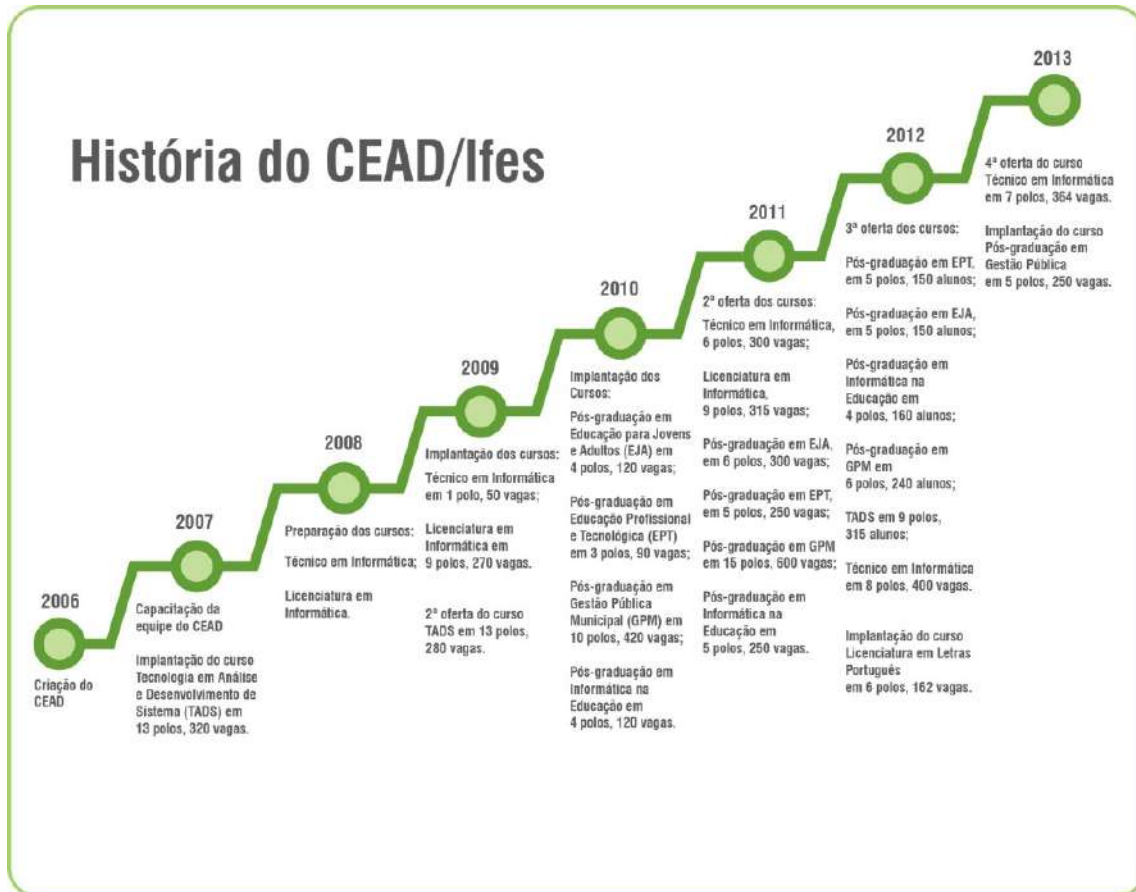 História do CEAD/Ifes
2006
Criação do
CEAD
2007
Capacitação da
equipe do CEAD
Implantação do curso
Tecnologia em Análise
e Desenvolvimento de
Sistema (TADS) em
13 polos, 320 vagas.
2008
Preparação dos cursos:
Técnico em Informática;
Licenciatura em
Informática.
2009
Implantação dos cursos:
Técnico em Informática
em 1 polo, 50 vagas;
Licenciatura em
Informática em
9 polos, 270 vagas.
2ª oferta do curso
TADS em 13 polos,
280 vagas.
2010
Implantação dos
Cursos:
Pós-graduação em
Educação para Jovens
e Adultos (EJA) em
4 polos, 120 vagas;
Pós-graduação em
Educação Profissional
e Tecnológica (EPT)
em 3 polos, 90 vagas;
Pós-graduação em
Gestão Pública
Municipal (GPM) em
10 polos, 420 vagas;
Pós-graduação em
Informática na
Educação em
4 polos, 120 vagas.
2011
2ª oferta dos cursos:
Técnico em Informática,
6 polos, 300 vagas;
Licenciatura em
Informática,
9 polos, 315 vagas;
Pós-graduação em EJA,
em 6 polos, 300 vagas;
Pós-graduação em EPT,
em 5 polos, 250 vagas;
Pós-graduação em GPM
em 15 polos, 600 vagas;
Pós-graduação em
Informática na
Educação em
5 polos, 250 vagas.
2012
3ª oferta dos cursos:
Pós-graduação em EPT,
em 5 polos, 150 alunos;
Pós-graduação em EJA,
em 5 polos, 150 alunos;
Pós-graduação em
Informática na
Educação em
4 polos, 160 alunos;
Pós-graduação em
GPM em
6 polos, 240 alunos;
TADS em 9 polos,
315 alunos;
Técnico em Informática
em 8 polos, 400 vagas.
Implantação do curso
Licenciatura em Letras
Português
em 6 polos, 162 vagas.
2013
4ª oferta do curso
Técnico em Informática
em 7 polos, 364 vagas.
Implantação do curso
Pós-graduação em
Gestão Pública
em 5 polos, 250 vagas.